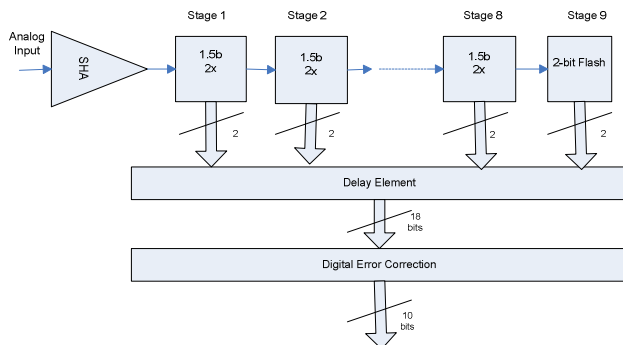 Stage 1
Stage 2
Stage 8
Stage 9
Analog
Input
SHA
1.5b
2x
1.5b
2x
1.5b
2x
2-bit Flash
2
2
2
2
Delay Element
18
bits
Digital Error Correction
10
bits